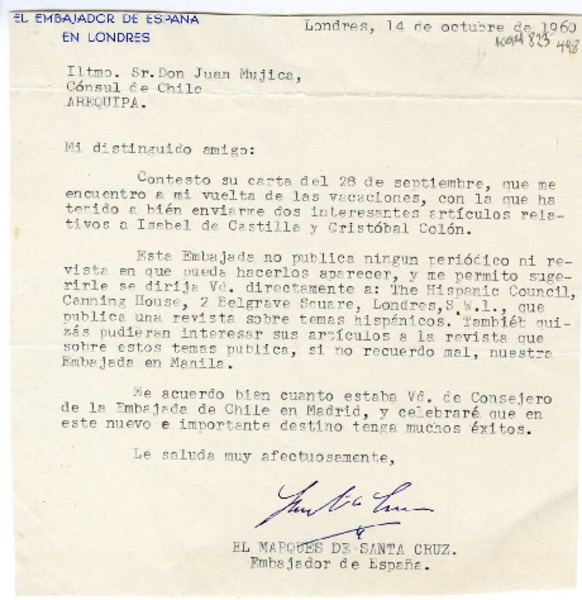 EL EMBAJADOR DE ESPAÑA
EN LONDRES
Londres, 14 de octubre de 1960
Iltmo. Sr. Don Juan Mujica,
Cónsul de Chile
AREQUIPA.
Mi distinguido amigo:
Contesto su carta del 28 de septiembre, que me
encuentro a mi vuelta de las vacaciones, con la que ha
tenido a bién enviarme dos interesantes artículos rela-
tivos a Isabel de Castilla y Cristóbal Colón.
Esta Embajada no publica ningun periódico ni re-
vista en que pueda hacerlos aparecer, y me permito suge-
rirle se dirija Vd. directamente a: The Hispanic Council,
Canning House, 2 Belgrave Square, Londres, S.W.1., que
publica una revista sobre temas hispánicos. Tambiét qui-
zás pudieran interesar sus artículos a la revista que
sobre estos temas publica, si no recuerdo mal, nuestra
Embajada en Manila.
Me acuerdo bien cuanto estaba Vd. de Consejero
de la Embajada de Chile en Madrid, y celebraré que en
este nuevo e importante destino tenga muchos éxitos.
Le saluda muy afectuosamente,
EL MARQUES DE SANTA CRUZ.
Embajador de España.